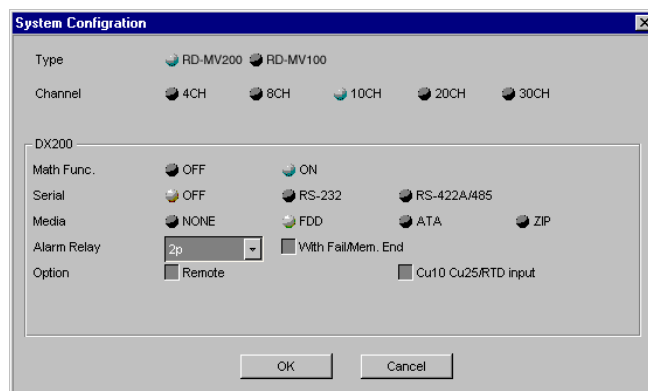 System Configration
Type RD-MV200 RD-MV100
Channel 4CH 8CH 10CH 20CH 30CH
DX200
Math Func. OFF ON
Serial OFF RS-232 RS-422A/485
Media NONE FDD ATA ZIP
Alarm Relay 2p With Fail/Mem. End
Option Remote Cu10 Cu25/RTD input
OK Cancel